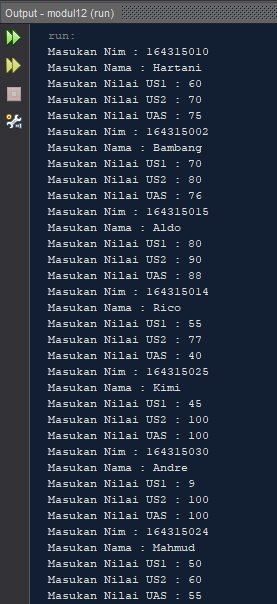 Output - modul12 (run)
run:
Masukan Nim : 164315010
Masukan Nama : Hartani
Masukan Nilai US1 : 60
Masukan Nilai US2 : 70
Masukan Nilai UAS : 75
Masukan Nim : 164315002
Masukan Nama : Bambang
Masukan Nilai US1 : 70
Masukan Nilai US2 : 80
Masukan Nilai UAS : 76
Masukan Nim : 164315015
Masukan Nama : Aldo
Masukan Nilai US1 : 80
Masukan Nilai US2 : 90
Masukan Nilai UAS : 88
Masukan Nim : 164315014
Masukan Nama : Rico
Masukan Nilai US1 : 55
Masukan Nilai US2 : 77
Masukan Nilai UAS : 40
Masukan Nim : 164315025
Masukan Nama : Kimi
Masukan Nilai US1 : 45
Masukan Nilai US2 : 100
Masukan Nilai UAS : 100
Masukan Nim : 164315030
Masukan Nama : Andre
Masukan Nilai US1 : 9
Masukan Nilai US2 : 100
Masukan Nilai UAS : 100
Masukan Nim : 164315024
Masukan Nama : Mahmud
Masukan Nilai US1 : 50
Masukan Nilai US2 : 60
Masukan Nilai UAS : 55